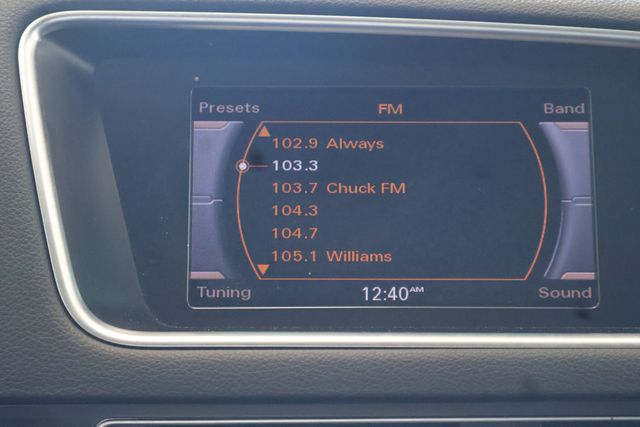 Presets FM Band
102.9 Always
103.3
103.7 Chuck FM
104.3
104.7
105.1 Williams
Tuning 12:40AM Sound